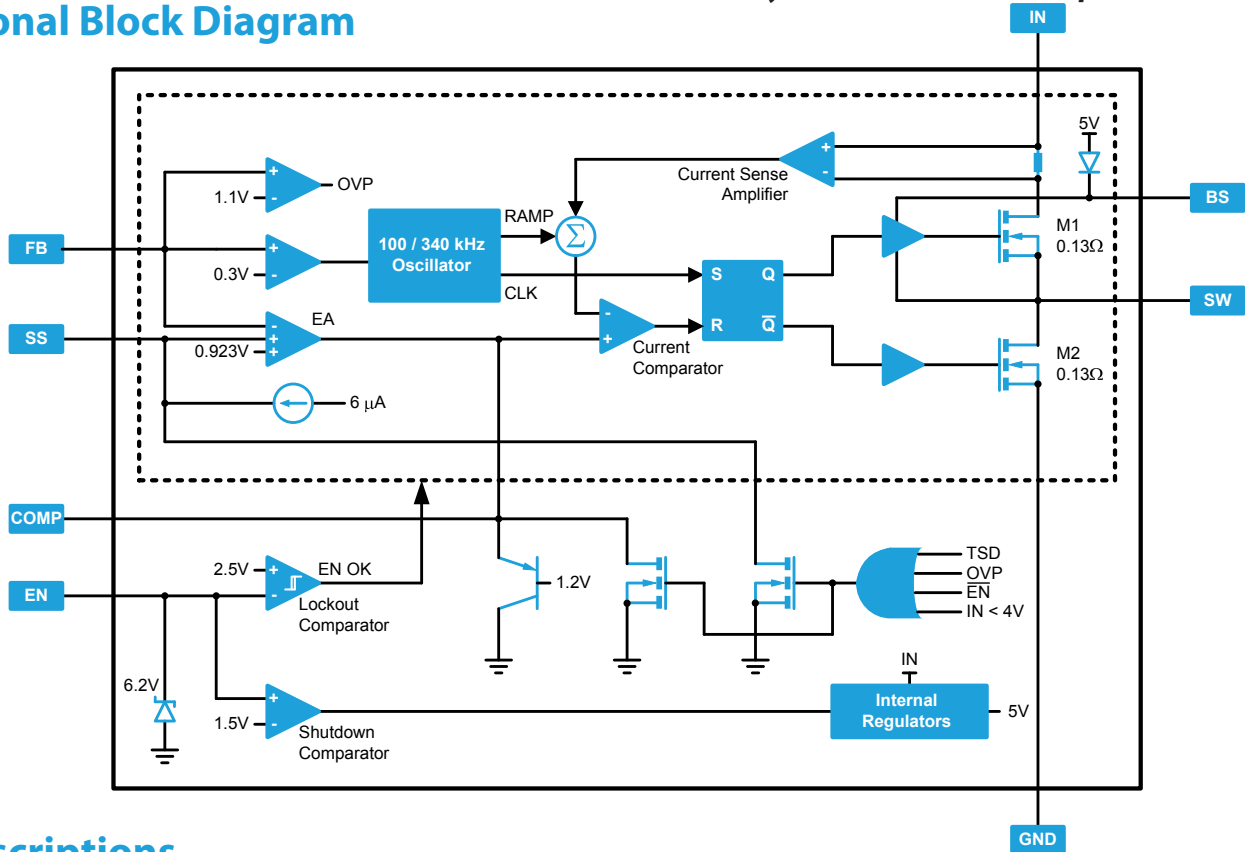 onal Block Diagram
IN
5V
Current Sense
Amplifier
+
-
BS
+
1.1V
-
OVP
RAMP
Σ
M1
0.13Ω
FB
+
0.3V
-
100 / 340 kHz
Oscillator
CLK
S
Q
R
Q̅
SW
SS
EA
-
+
0.923V
+
-
+
Current
Comparator
M2
0.13Ω
6 μA
COMP
EN
2.5V
+
-
EN OK
Lockout
Comparator
1.2V
TSD
OVP
E̅N̅
IN < 4V
6.2V
+
1.5V
-
Shutdown
Comparator
IN
Internal
Regulators
5V
GND
scriptions